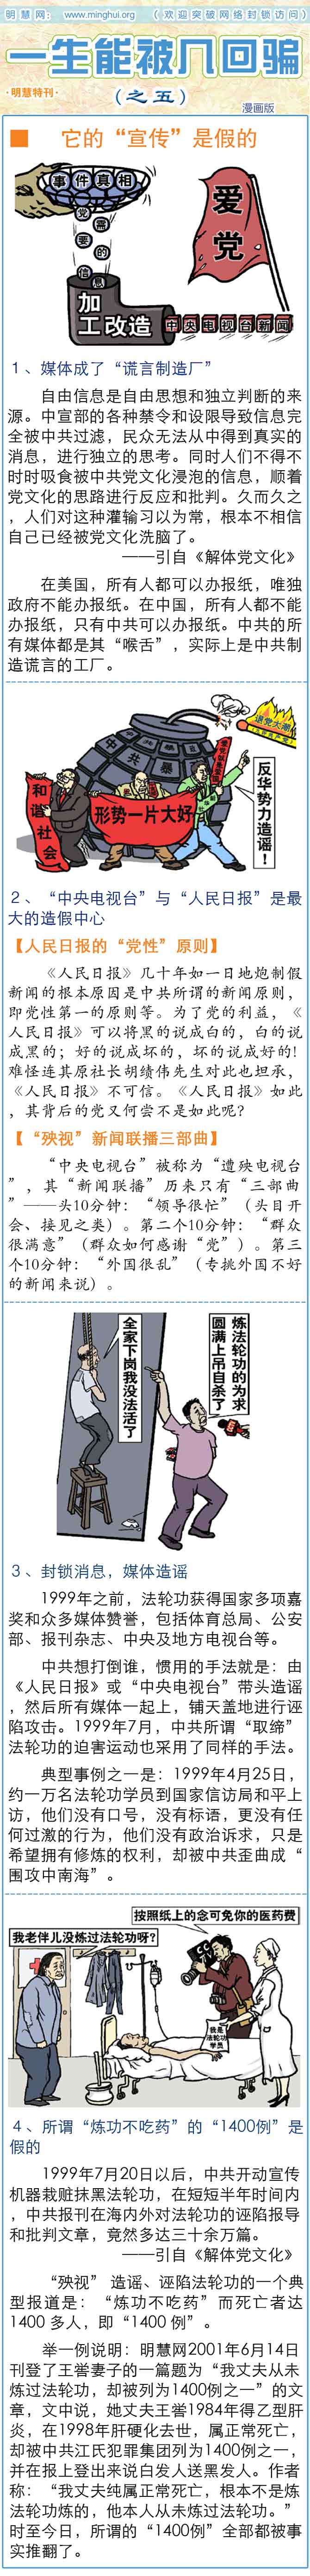 明慧网：www.minghui.org （欢迎突破网络封锁访问）
一生能被几回骗
·明慧特刊·
（之五）
漫画版
■ 它的“宣传”是假的
事件真相
党
需
要
的
信
息
加工改造
中央电视台新闻
爱党
1、媒体成了“谎言制造厂”
自由信息是自由思想和独立判断的来
源。中宣部的各种禁令和设限导致信息完
全被中共过滤，民众无法从中得到真实的
消息，进行独立的思考。同时人们不得不
时时吸食被中共党文化浸泡的信息，顺着
党文化的思路进行反应和批判。久而久之
，人们对这种灌输习以为常，根本不相信
自己已经被党文化洗脑了。
——引自《解体党文化》
在美国，所有人都可以办报纸，唯独
政府不能办报纸。在中国，所有人都不能
办报纸，只有中共可以办报纸。中共的所
有媒体都是其“喉舌”，实际上是中共制
造谎言的工厂。
退党大潮
中共暴
和谐社会
形势一片大好
反华势力造谣！
2、“中央电视台”与“人民日报”是最
大的造假中心
【人民日报的“党性”原则】
《人民日报》几十年如一日地炮制假
新闻的根本原因是中共所谓的新闻原则，
即党性第一的原则等。为了党的利益，《
人民日报》可以将黑的说成白的，白的说
成黑的；好的说成坏的，坏的说成好的!
难怪连其原社长胡绩伟先生对此也坦承，
《人民日报》不可信。《人民日报》如此
，其背后的党又何尝不是如此呢？
【“殃视”新闻联播三部曲】
“中央电视台”被称为“遭殃电视台
”，其“新闻联播”历来只有“三部曲
”——头10分钟：“领导很忙”（头目开
会、接见之类）。第二个10分钟：“群众
很满意”（群众如何感谢“党”）。第三
个10分钟：“外国很乱”（专挑外国不好
的新闻来说）。
全家下岗我没法活了
炼法轮功的为求
圆满上吊自杀了
3、封锁消息，媒体造谣
1999年之前，法轮功获得国家多项嘉
奖和众多媒体赞誉，包括体育总局、公安
部、报刊杂志、中央及地方电视台等。
中共想打倒谁，惯用的手法就是：由
《人民日报》或“中央电视台”带头造谣
，然后所有媒体一起上，铺天盖地进行诬
陷攻击。1999年7月，中共所谓“取缔”
法轮功的迫害运动也采用了同样的手法。
典型事例之一是：1999年4月25日，
约一万名法轮功学员到国家信访局和平上
访，他们没有口号，没有标语，更没有任
何过激的行为，他们没有政治诉求，只是
希望拥有修炼的权利，却被中共歪曲成“
围攻中南海”。
按照纸上的念可免你的医药费
我老伴儿没炼过法轮功呀？
我是法轮功学员
4、所谓“炼功不吃药”的“1400例”是
假的
1999年7月20日以后，中共开动宣传
机器栽赃抹黑法轮功，在短短半年时间内
，中共报刊在海内外对法轮功的诬陷报导
和批判文章，竟然多达三十余万篇。
——引自《解体党文化》
“殃视” 造谣、诬陷法轮功的一个典
型报道是：“炼功不吃药”而死亡者达
1400 多人，即“1400 例”。
举一例说明：明慧网2001年6月14日
刊登了王訾妻子的一篇题为“我丈夫从未
炼过法轮功，却被列为1400例之一”的文
章，文中说，她丈夫王訾1984年得乙型肝
炎，在1998年肝硬化去世，属正常死亡，
却被中共江氏犯罪集团列为1400例之一，
并在报上登出来说白发人送黑发人。作者
称：“我丈夫纯属正常死亡，根本不是炼
法轮功炼的，他本人从未炼过法轮功。”
时至今日，所谓的“1400例”全部都被事
实推翻了。